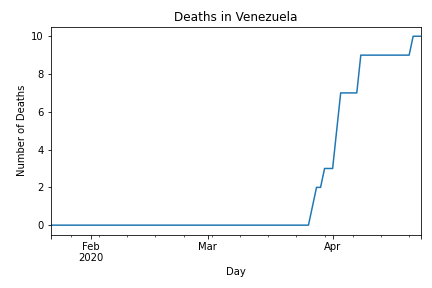 Deaths in Venezuela
10
8
6
4
2
0
Number of Deaths
Feb
2020
Mar
Apr
Day